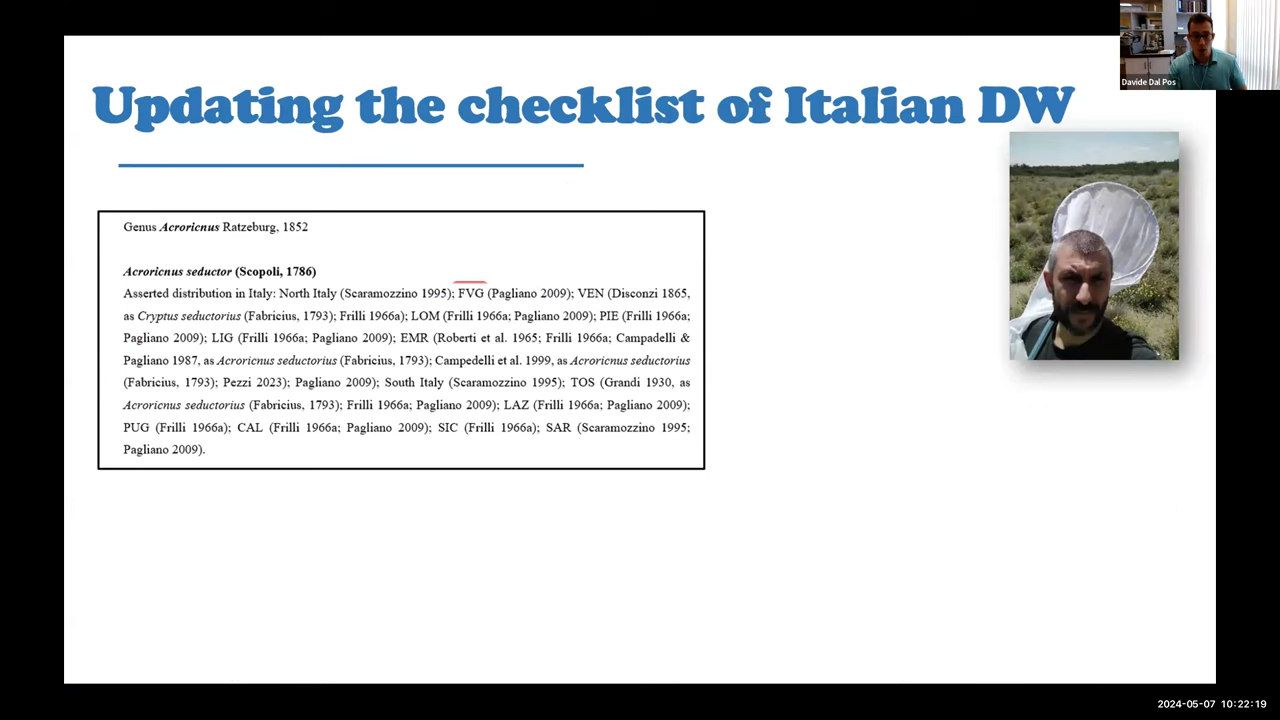 Davide Dal Pos
Updating the checklist of Italian DW
Genus Acroricnus Ratzeburg, 1852
Acroricnus seductor (Scopoli, 1786)
Asserted distribution in Italy: North Italy (Scaramozzino 1995); FVG (Pagliano 2009); VEN (Disconzi 1865,
as Cryptus seductorius (Fabricius, 1793); Frilli 1966a); LOM (Frilli 1966a; Pagliano 2009); PIE (Frilli 1966a;
Pagliano 2009); LIG (Frilli 1966a; Pagliano 2009); EMR (Roberti et al. 1965; Frilli 1966a; Campadelli &
Pagliano 1987, as Acroricnus seductorius (Fabricius, 1793); Campedelli et al. 1999, as Acroricnus seductorius
(Fabricius, 1793); Pezzi 2023); Pagliano 2009); South Italy (Scaramozzino 1995); TOS (Grandi 1930, as
Acroricnus seductorius (Fabricius, 1793); Frilli 1966a; Pagliano 2009); LAZ (Frilli 1966a; Pagliano 2009);
PUG (Frilli 1966a); CAL (Frilli 1966a; Pagliano 2009); SIC (Frilli 1966a); SAR (Scaramozzino 1995;
Pagliano 2009).
2024-05-07 10:22:19